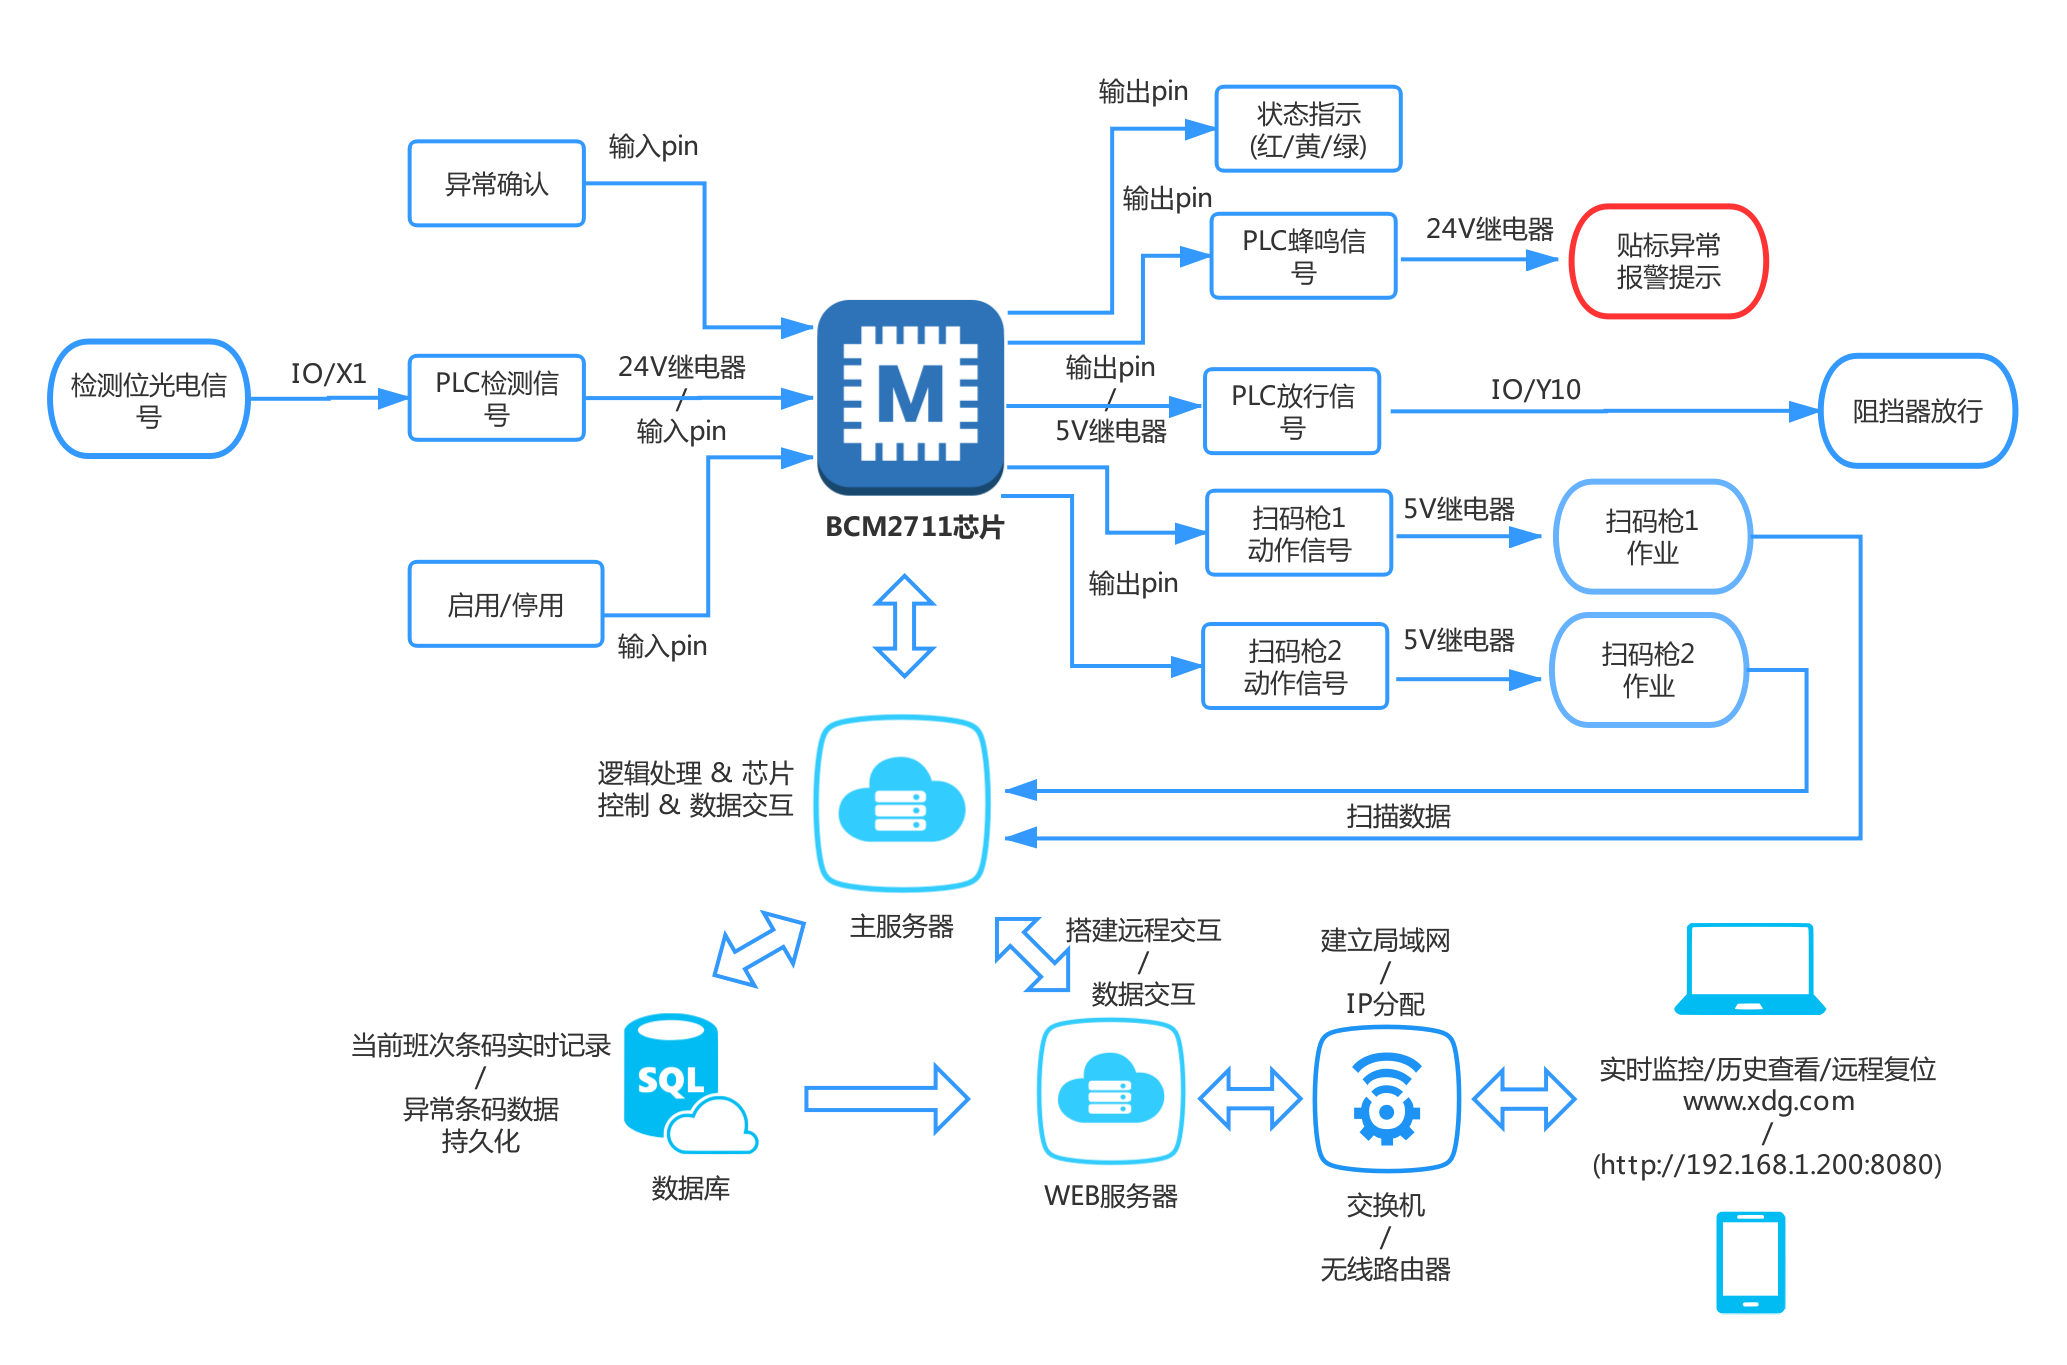 输出pin
状态指示
(红/黄/绿)
输入pin
异常确认
输出pin
PLC蜂鸣信
号
24V继电器
贴标异常
报警提示
检测位光电信
号
IO/X1
PLC检测信
号
24V继电器
/
输入pin
M
BCM2711芯片
输出pin
/
5V继电器
PLC放行信
号
IO/Y10
阻挡器放行
扫码枪1
动作信号
5V继电器
扫码枪1
作业
启用/停用
输入pin
输出pin
扫码枪2
动作信号
5V继电器
扫码枪2
作业
逻辑处理 & 芯片
控制 & 数据交互
扫描数据
主服务器
搭建远程交互
/
数据交互
建立局域网
/
IP分配
当前班次条码实时记录
/
异常条码数据
持久化
SQL
数据库
WEB服务器
交换机
/
无线路由器
实时监控/历史查看/远程复位
www.xdg.com
/
(http://192.168.1.200:8080)